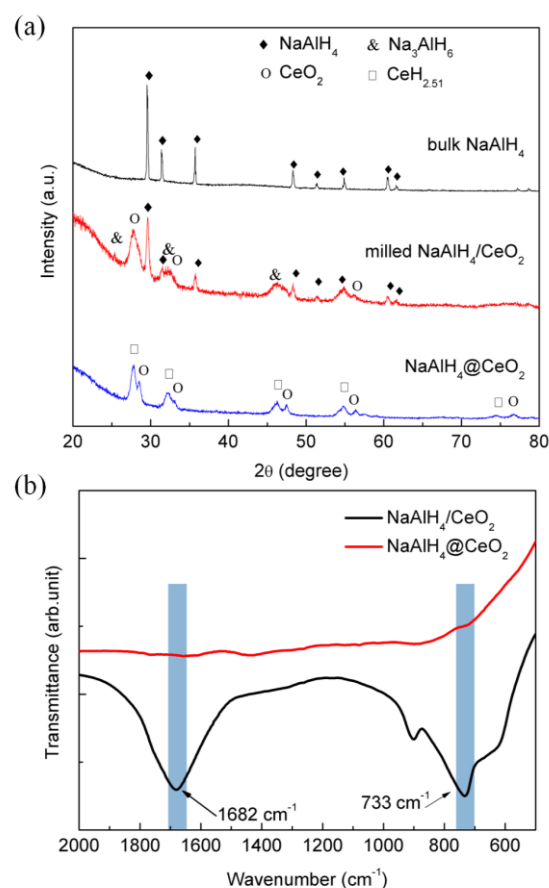 (a)
◆ NaAlH₄ & Na₃AlH₆
O CeO₂ □ CeH₂.₅₁
◆
◆
◆
◆
◆
◆
◆
◆
bulk NaAlH₄
Intensity (a.u.)
&
O
◆
◆
&
O
◆
&
◆
◆
◆
O
◆
◆
milled NaAlH₄/CeO₂
□
O
□
O
□
O
□
O
□
O
NaAlH₄@CeO₂
20 30 40 50 60 70 80
2θ (degree)
(b)
NaAlH₄/CeO₂
NaAlH₄@CeO₂
Transmittance (arb.unit)
1682 cm⁻¹
733 cm⁻¹
2000 1800 1600 1400 1200 1000 800 600
Wavenumber (cm⁻¹)